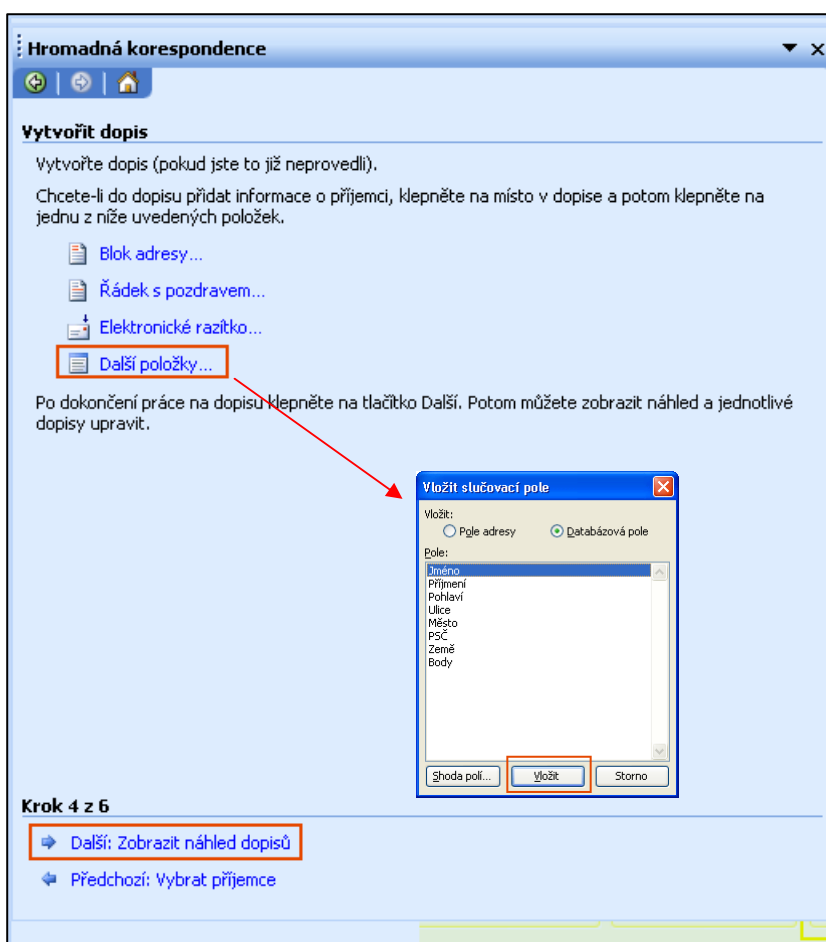 Hromadná korespondence
Vytvořit dopis
Vytvořte dopis (pokud jste to již neprovedli).
Chcete-li do dopisu přidat informace o příjemci, klepněte na místo v dopise a potom klepněte na
jednu z níže uvedených položek.
Blok adresy...
Řádek s pozdravem...
Elektronické razítko...
Další položky...
Po dokončení práce na dopisu klepněte na tlačítko Další. Potom můžete zobrazit náhled a jednotlivé
dopisy upravit.
Vložit slučovací pole
Vložit:
Pole adresy Databázová pole
Pole:
Jméno
Příjmení
Pohlaví
Ulice
Město
PSČ
Země
Body
Shoda polí... Vložit Storno
Krok 4 z 6
Další: Zobrazit náhled dopisů
Předchozí: Vybrat příjemce